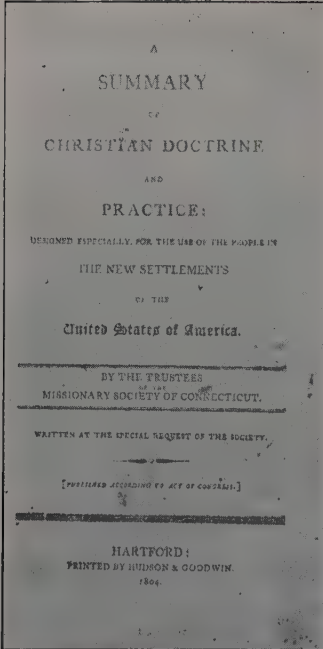 A
SUMMARY
OF
CHRISTIAN DOCTRINE
AND
PRACTICE:
DESIGNED ESPECIALLY, FOR THE USE OF THE PEOPLE IN
THE NEW SETTLEMENTS
OF THE
United States of America.
BY THE TRUSTEES
OF THE
MISSIONARY SOCIETY OF CONNECTICUT.
WRITTEN AT THE SPECIAL REQUEST OF THE SOCIETY.
[PUBLISHED ACCORDING TO ACT OF CONGRESS.]
HARTFORD:
PRINTED BY HUDSON & GOODWIN.
1804.